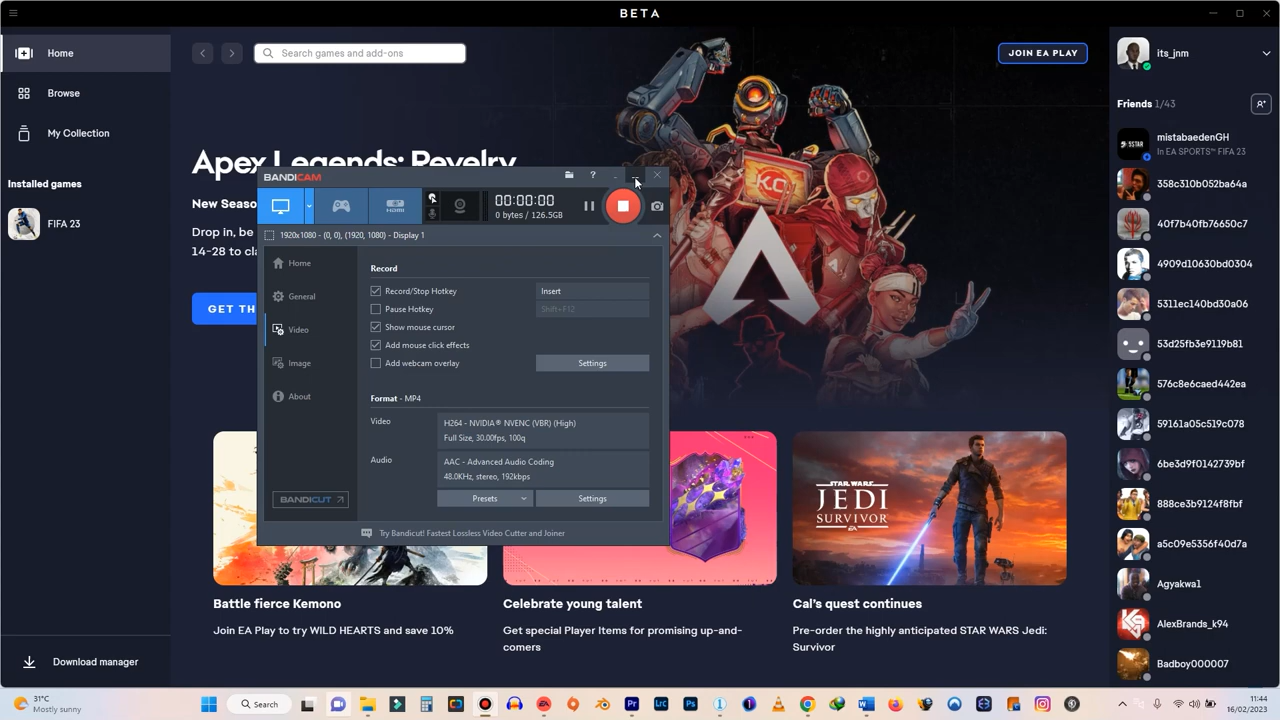 BETA
Home
Browse
My Collection
Installed games
FIFA 23
Download manager
Search games and add-ons
JOIN EA PLAY
Apex Legends: Revelry
New Seaso
Drop in, be
14-28 to cla
GET TH
BANDICAM
?
HDMI
00:00:00
0 bytes / 126.5GB
1920x1080 - (0, 0), (1920, 1080) - Display 1
Home
General
Video
Image
About
BANDICUT
Record
Record/Stop Hotkey
Insert
Pause Hotkey
Shift+F12
Show mouse cursor
Add mouse click effects
Add webcam overlay
Settings
Format - MP4
Video
H264 - NVIDIA® NVENC (VBR) (High)
Full Size, 30.00fps, 100q
Audio
AAC - Advanced Audio Coding
48.0KHz, stereo, 192kbps
Presets
Settings
Try Bandicut! Fastest Lossless Video Cutter and Joiner
Battle fierce Kemono
Join EA Play to try WILD HEARTS and save 10%
Celebrate young talent
Get special Player Items for promising up-and-
comers
STAR WARS
JEDI
SURVIVOR
Cal's quest continues
Pre-order the highly anticipated STAR WARS Jedi:
Survivor
its_jnm
Friends 1/43
mistabaedenGH
In EA SPORTS™ FIFA 23
358c310b052ba64a
40f7b40fb76650c7
4909d10630bd0304
5311ec140bd30a06
53d25fb3e9119b81
576c8e6caed442ea
59161a05c519c078
6be3e9f0142739bf
888ce3b9124f8fbf
a5c09e5356f40d7a
Agyakwa1
AlexBrands_k94
Badboy000007
31°C
Mostly sunny
Search
Pr
Lrc
Ps
11:44
16/02/2023